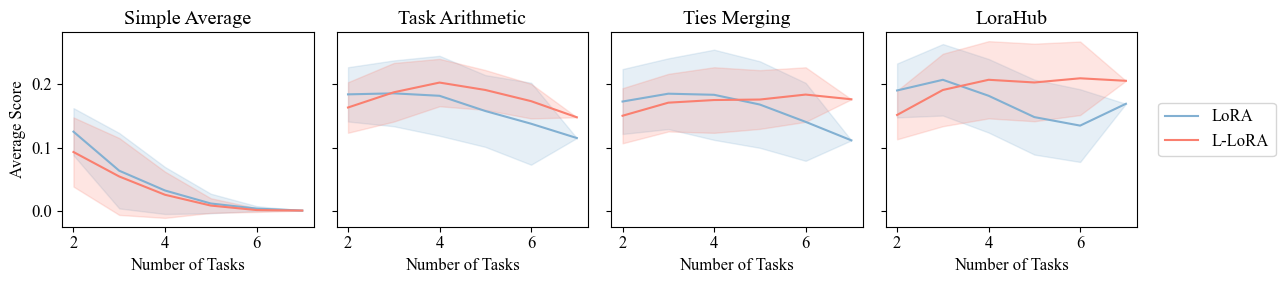 Simple Average
Task Arithmetic
Ties Merging
LoraHub
Average Score
0.2
0.1
0.0
2 4 6
2 4 6
2 4 6
2 4 6
Number of Tasks
Number of Tasks
Number of Tasks
Number of Tasks
LoRA
L-LoRA